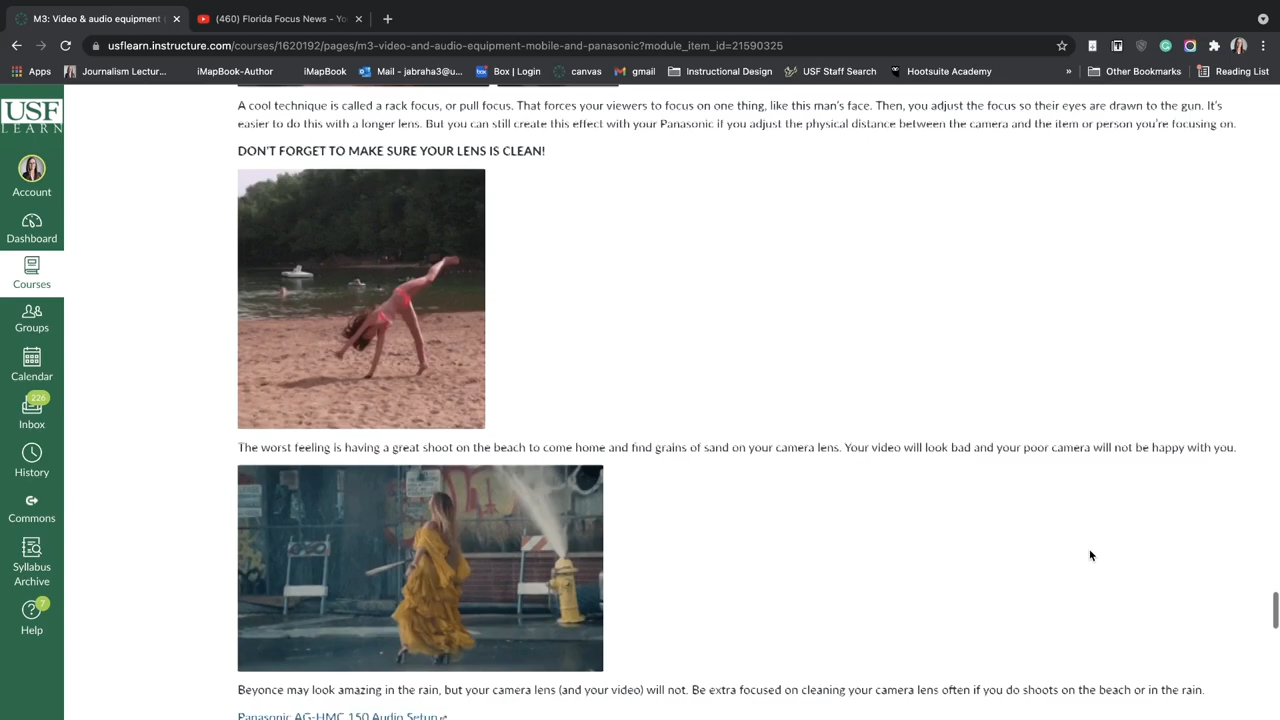 M3: Video & audio equipment
(460) Florida Focus News - Yo
usflearn.instructure.com/courses/1620192/pages/m3-video-and-audio-equipment-mobile-and-panasonic?module_item_id=21590325
Apps Journalism Lectur... iMapBook-Author iMapBook Mail - jabraha3@u... Box | Login canvas gmail Instructional Design USF Staff Search Hootsuite Academy » Other Bookmarks Reading List
USF
LEARN
Account
Dashboard
Courses
Groups
Calendar
226
Inbox
History
Commons
Syllabus
Archive
7
Help
A cool technique is called a rack focus, or pull focus. That forces your viewers to focus on one thing, like this man's face. Then, you adjust the focus so their eyes are drawn to the gun. It's
easier to do this with a longer lens. But you can still create this effect with your Panasonic if you adjust the physical distance between the camera and the item or person you're focusing on.
DON'T FORGET TO MAKE SURE YOUR LENS IS CLEAN!
The worst feeling is having a great shoot on the beach to come home and find grains of sand on your camera lens. Your video will look bad and your poor camera will not be happy with you.
Beyonce may look amazing in the rain, but your camera lens (and your video) will not. Be extra focused on cleaning your camera lens often if you do shoots on the beach or in the rain.
Panasonic AG-HMC 150 Audio Setup